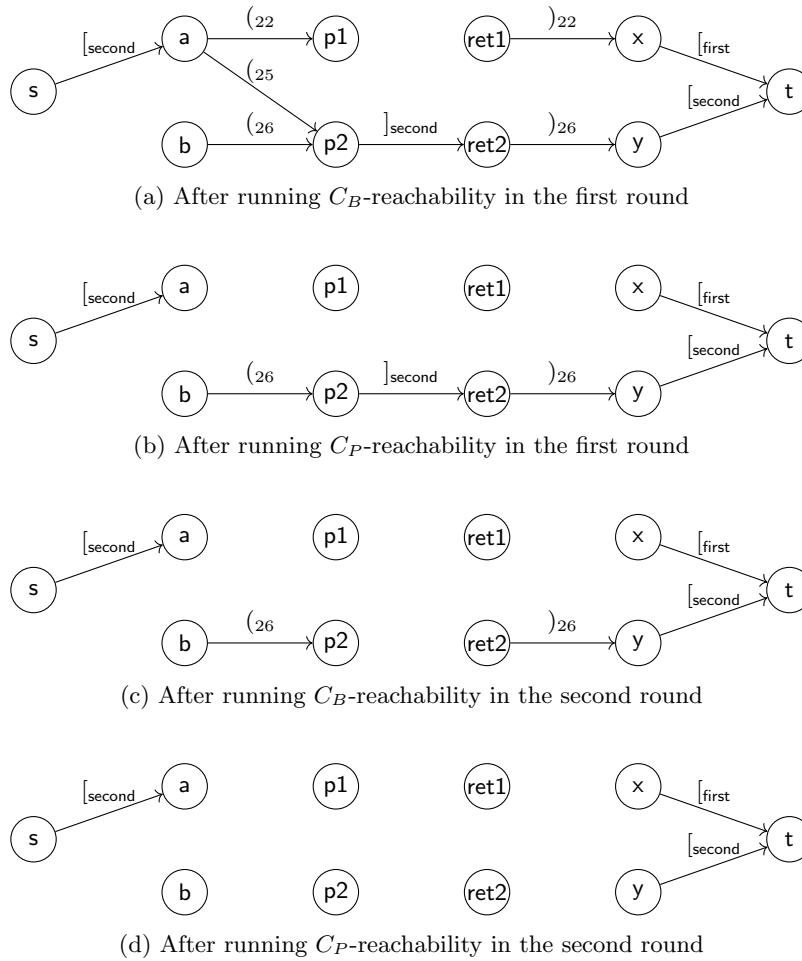 [second (22 )22 [first
a p1 ret1 x
s (25 [second t
(26 ]second )26
b p2 ret2 y
(a) After running C_B-reachability in the first round
[second [first
a p1 ret1 x
s [second t
(26 ]second )26
b p2 ret2 y
(b) After running C_P-reachability in the first round
[second [first
a p1 ret1 x
s [second t
(26 )26
b p2 ret2 y
(c) After running C_B-reachability in the second round
[second [first
a p1 ret1 x
s [second t
b p2 ret2 y
(d) After running C_P-reachability in the second round